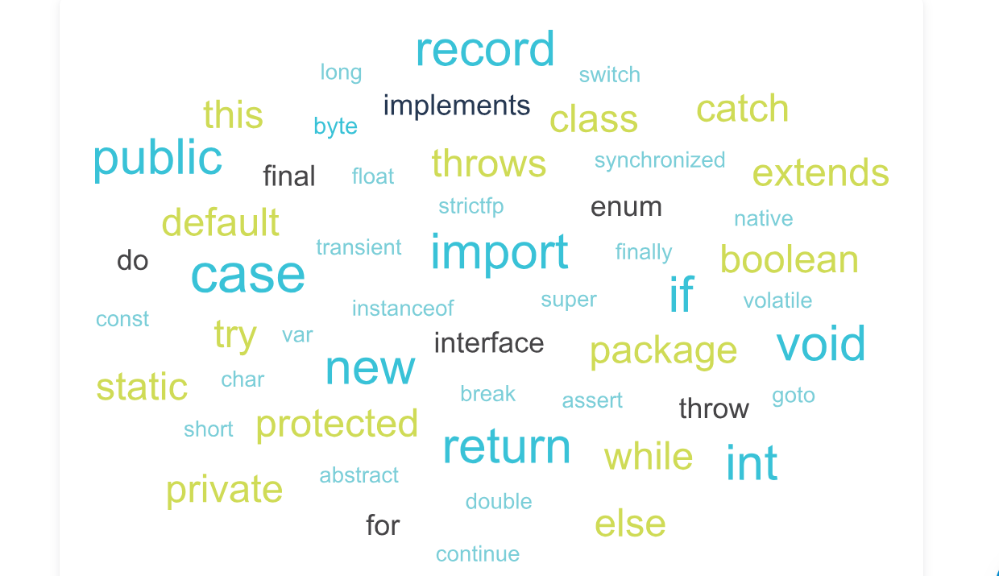 record
long
switch
this
byte
implements
class
catch
public
final
float
throws
synchronized
extends
default
strictfp
enum
native
do
case
transient
import
finally
boolean
const
instanceof
super
if
volatile
try
var
interface
package
void
static
char
new
break
assert
throw
goto
short
protected
return
while
int
private
abstract
double
for
else
continue